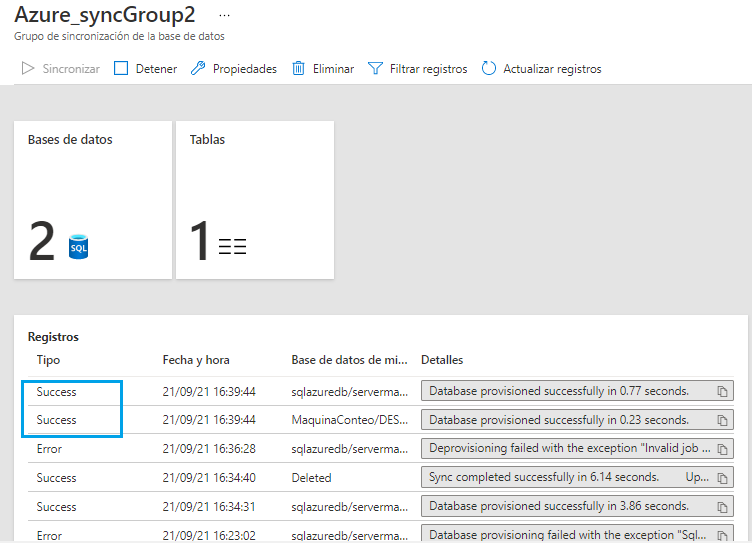 Azure_syncGroup2 ...
Grupo de sincronización de la base de datos
Sincronizar Detener Propiedades Eliminar Filtrar registros Actualizar registros
Bases de datos Tablas
2 SQL 1
Registros
Tipo Fecha y hora Base de datos de mi... Detalles
Success 21/09/21 16:39:44 sqlazuredb/serverma... Database provisioned successfully in 0.77 seconds.
Success 21/09/21 16:39:44 MaquinaConteo/DES... Database provisioned successfully in 0.23 seconds.
Error 21/09/21 16:36:28 sqlazuredb/serverma... Deprovisioning failed with the exception "Invalid job ...
Success 21/09/21 16:34:40 Deleted Sync completed successfully in 6.14 seconds. Up...
Success 21/09/21 16:34:31 sqlazuredb/serverma... Database provisioned successfully in 3.86 seconds.
Error 21/09/21 16:23:02 sqlazuredb/serverma... Database provisioning failed with the exception "Sql...